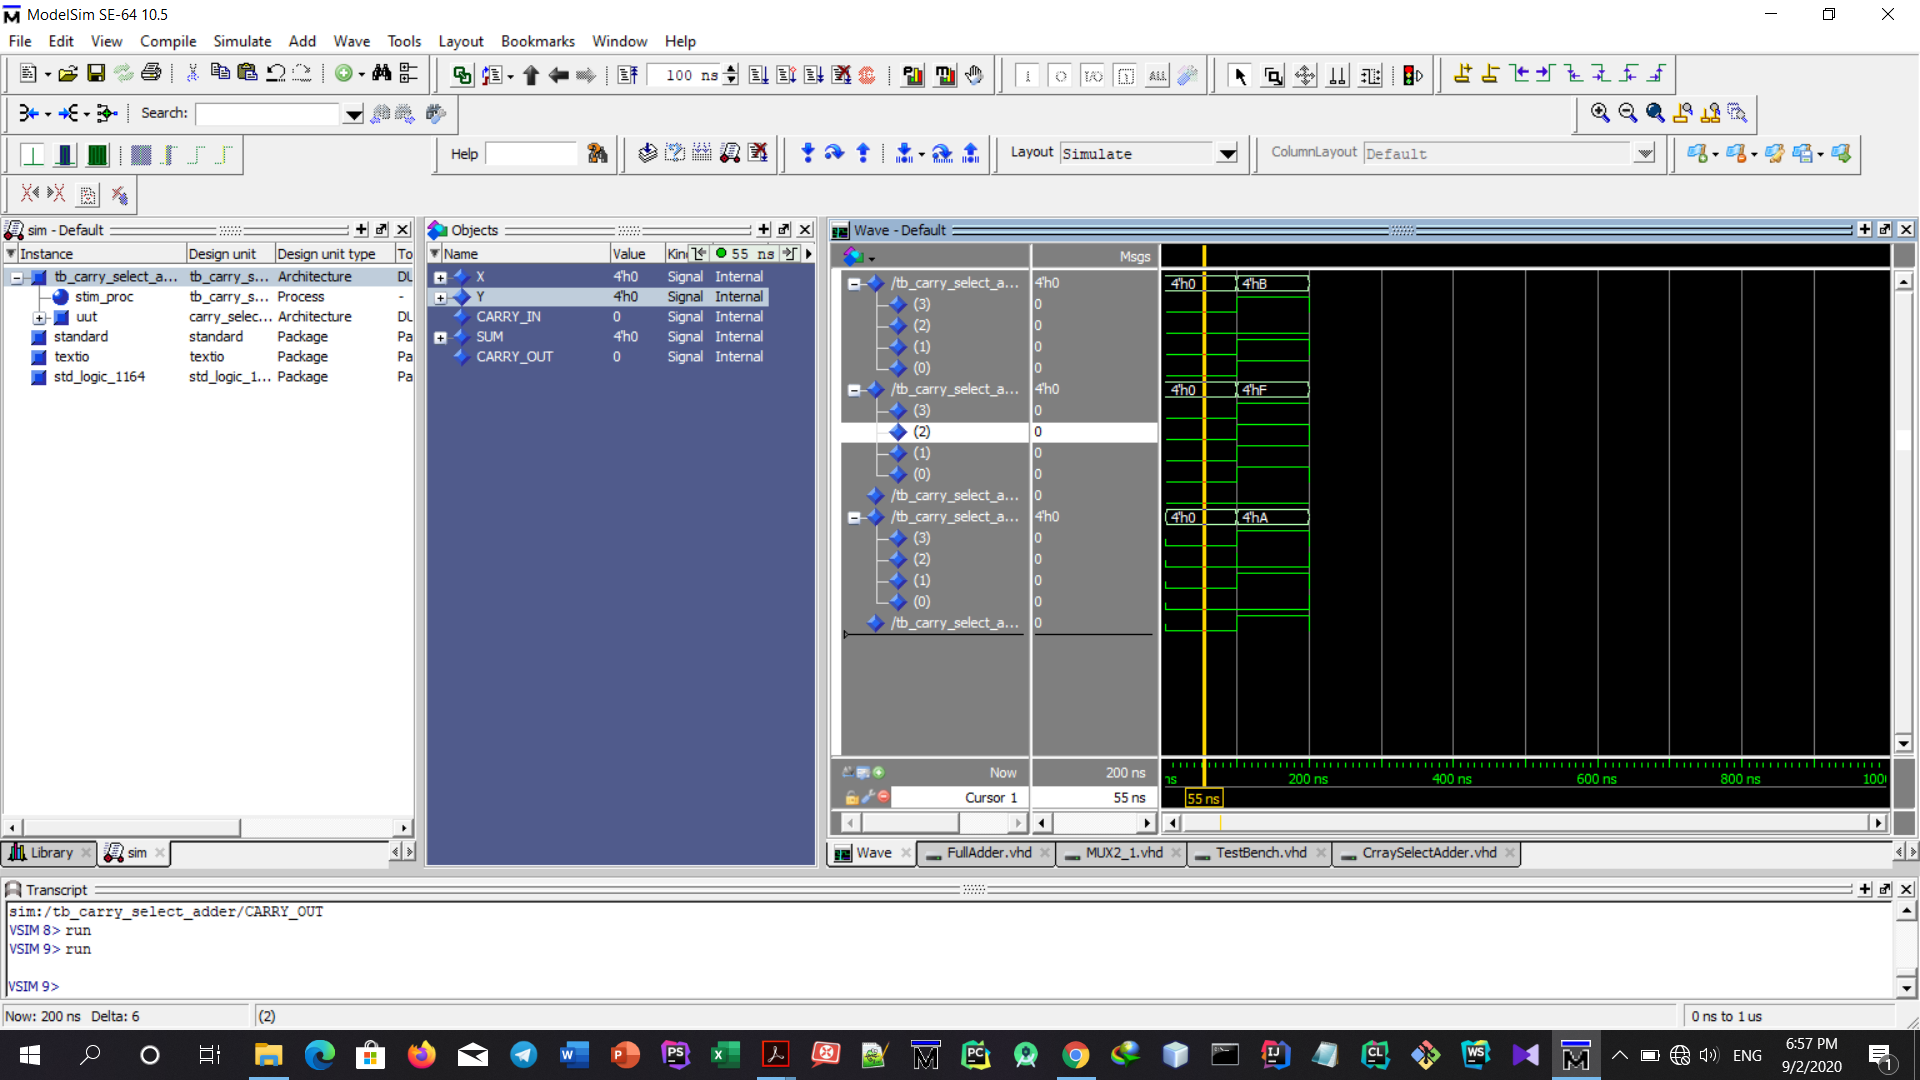 ModelSim SE-64 10.5
File Edit View Compile Simulate Add Wave Tools Layout Bookmarks Window Help
100 ns
Search:
Help
Layout Simulate
ColumnLayout Default
sim - Default
Instance Design unit Design unit type To
tb_carry_select_a... tb_carry_s... Architecture DU
stim_proc tb_carry_s... Process -
uut carry_selec... Architecture DU
standard standard Package Pa
textio textio Package Pa
std_logic_1164 std_logic_1... Package Pa
Library sim
Objects
Name Value Kin 55 ns
X 4'h0 Signal Internal
Y 4'h0 Signal Internal
CARRY_IN 0 Signal Internal
SUM 4'h0 Signal Internal
CARRY_OUT 0 Signal Internal
Wave - Default
Msgs
/tb_carry_select_a... 4'h0 4'h0 4'hB
(3) 0
(2) 0
(1) 0
(0) 0
/tb_carry_select_a... 4'h0 4'h0 4'hF
(3) 0
(2) 0
(1) 0
(0) 0
/tb_carry_select_a... 0
/tb_carry_select_a... 4'h0 4'h0 4'hA
(3) 0
(2) 0
(1) 0
(0) 0
/tb_carry_select_a... 0
Now 200 ns ns 200 ns 400 ns 600 ns 800 ns 100
Cursor 1 55 ns 55 ns
Wave FullAdder.vhd MUX2_1.vhd TestBench.vhd CrraySelectAdder.vhd
Transcript
sim:/tb_carry_select_adder/CARRY_OUT
VSIM 8> run
VSIM 9> run
VSIM 9>
Now: 200 ns Delta: 6 (2) 0 ns to 1 us
ENG 6:57 PM
9/2/2020 1